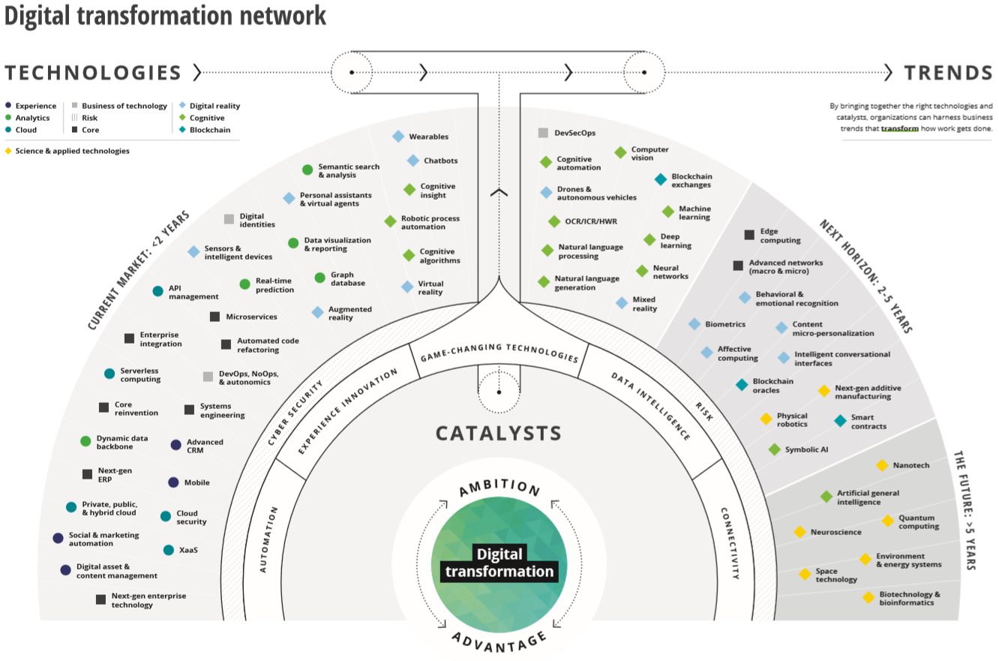 Digital transformation network
TECHNOLOGIES
TRENDS
Experience
Analytics
Cloud
Business of technology
Risk
Core
Digital reality
Cognitive
Blockchain
Science & applied technologies
By bringing together the right technologies and
catalysts, organizations can harness business
trends that transform how work gets done.
CURRENT MARKET: <2 YEARS
Wearables
Chatbots
Semantic search
& analysis
Cognitive
insight
Personal assistants
& virtual agents
Digital
identities
Robotic process
automation
Data visualization
& reporting
Sensors &
intelligent devices
Cognitive
algorithms
Graph
database
Real-time
prediction
Virtual
reality
API
management
Augmented
reality
Microservices
Enterprise
integration
Automated code
refactoring
Serverless
computing
DevOps, NoOps,
& autonomics
Core
reinvention
Systems
engineering
Dynamic data
backbone
Advanced
CRM
Next-gen
ERP
Mobile
Private, public,
& hybrid cloud
Cloud
security
Social & marketing
automation
XaaS
Digital asset &
content management
Next-gen enterprise
technology
DevSecOps
Computer
vision
Cognitive
automation
Blockchain
exchanges
Drones &
autonomous vehicles
Machine
learning
OCR/ICR/HWR
Deep
learning
Natural language
processing
Neural
networks
Natural language
generation
Mixed
reality
NEXT HORIZON: 2-5 YEARS
Edge
computing
Advanced networks
(macro & micro)
Behavioral &
emotional recognition
Biometrics
Content
micro-personalization
Affective
computing
Intelligent conversational
interfaces
Blockchain
oracles
Next-gen additive
manufacturing
Physical
robotics
Smart
contracts
Symbolic AI
THE FUTURE: >5 YEARS
Nanotech
Artificial general
intelligence
Quantum
computing
Neuroscience
Environment
& energy systems
Space
technology
Biotechnology &
bioinformatics
CYBER SECURITY
RISK
AUTOMATION
EXPERIENCE INNOVATION
GAME-CHANGING TECHNOLOGIES
DATA INTELLIGENCE
CONNECTIVITY
CATALYSTS
AMBITION
Digital
transformation
ADVANTAGE